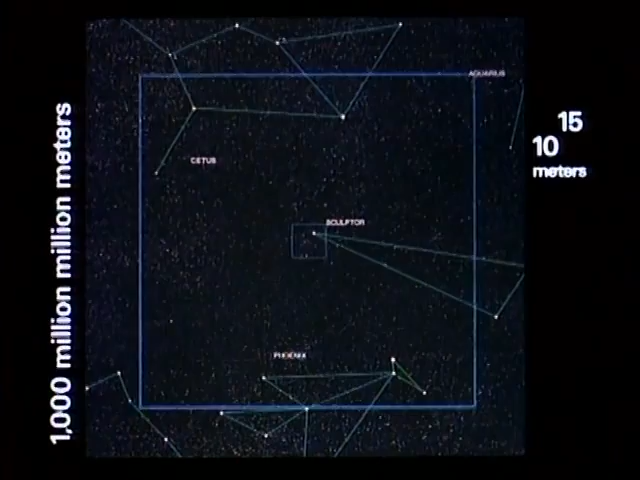 1,000 million million meters
AQUARIUS
CETUS
SCULPTOR
PHOENIX
10 15
meters